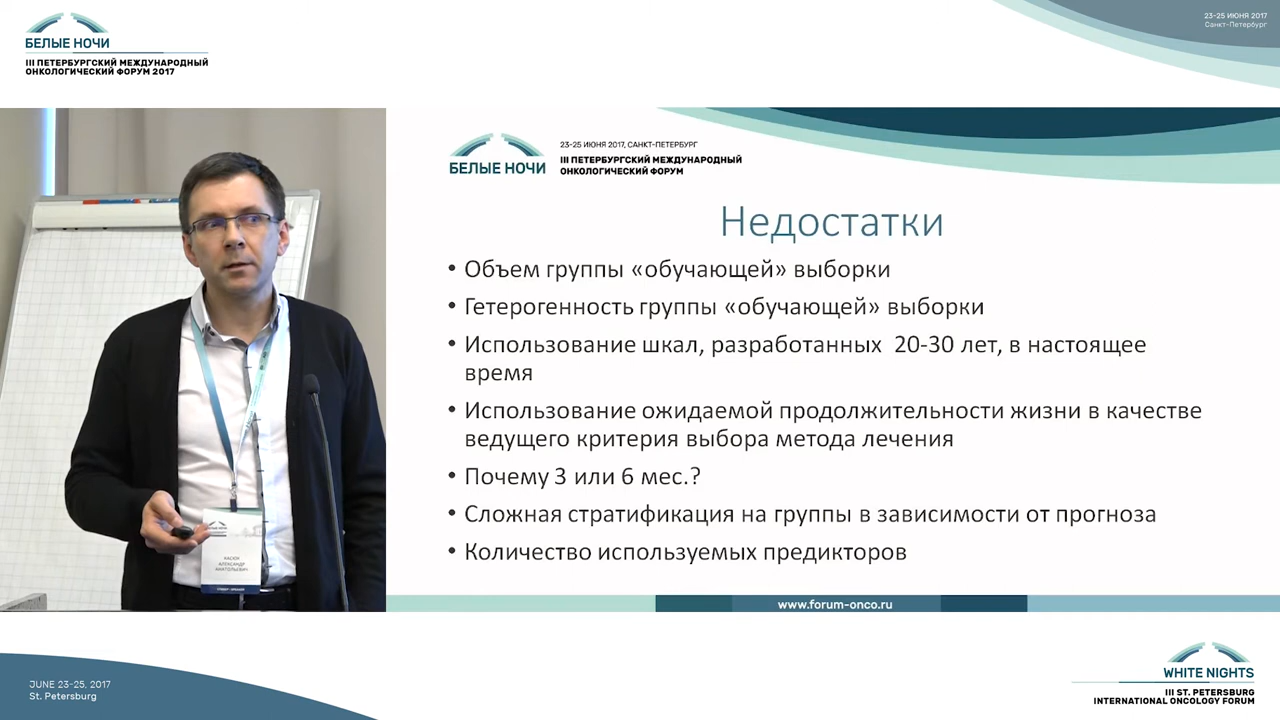 БЕЛЫЕ НОЧИ
III ПЕТЕРБУРГСКИЙ МЕЖДУНАРОДНЫЙ
ОНКОЛОГИЧЕСКИЙ ФОРУМ 2017
23-25 ИЮНЯ 2017
Санкт-Петербург
БЕЛЫЕ НОЧИ
23-25 ИЮНЯ 2017, САНКТ-ПЕТЕРБУРГ
III ПЕТЕРБУРГСКИЙ МЕЖДУНАРОДНЫЙ
ОНКОЛОГИЧЕСКИЙ ФОРУМ
Недостатки
• Объем группы «обучающей» выборки
• Гетерогенность группы «обучающей» выборки
• Использование шкал, разработанных 20-30 лет, в настоящее
время
• Использование ожидаемой продолжительности жизни в качестве
ведущего критерия выбора метода лечения
• Почему 3 или 6 мес.?
• Сложная стратификация на группы в зависимости от прогноза
• Количество используемых предикторов
АЛЕКСАНДР
АНАТОЛЬЕВИЧ
www.forum-onco.ru
JUNE 23-25, 2017
St. Petersburg
WHITE NIGHTS
III ST. PETERSBURG
INTERNATIONAL ONCOLOGY FORUM